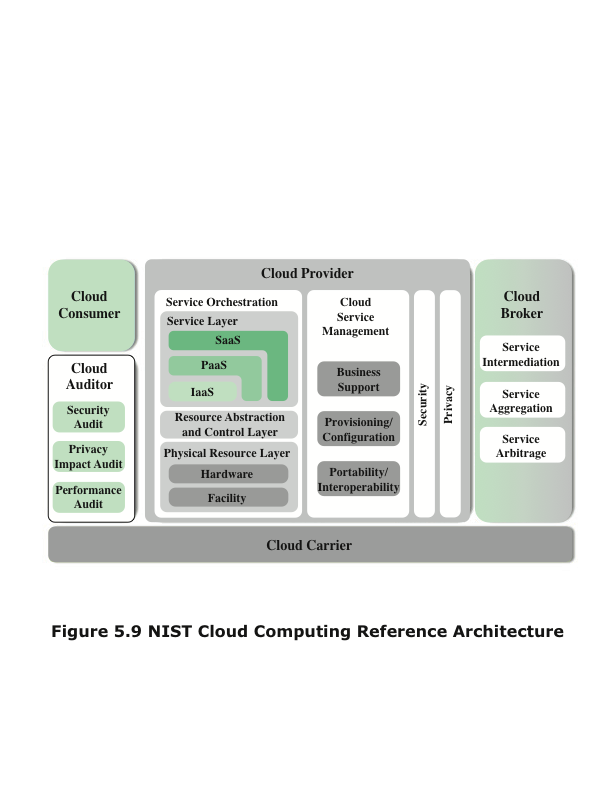 Cloud
Consumer
Cloud
Auditor
Security
Audit
Privacy
Impact Audit
Performance
Audit
Cloud Provider
Service Orchestration
Service Layer
SaaS
PaaS
IaaS
Resource Abstraction
and Control Layer
Physical Resource Layer
Hardware
Facility
Cloud
Service
Management
Business
Support
Provisioning/
Configuration
Portability/
Interoperability
Security
Privacy
Cloud
Broker
Service
Intermediation
Service
Aggregation
Service
Arbitrage
Cloud Carrier
Figure 5.9 NIST Cloud Computing Reference Architecture